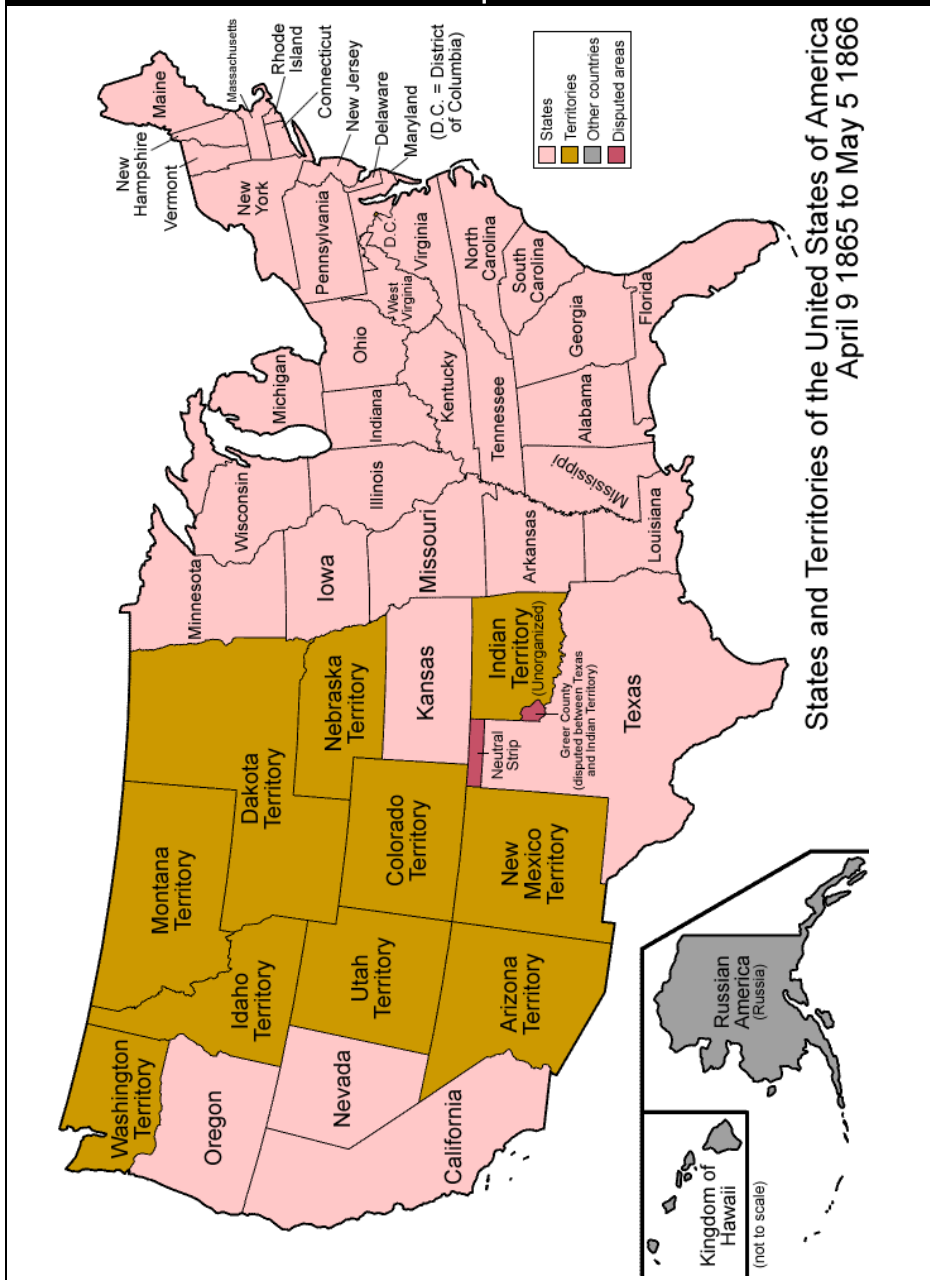 Washington
Territory
Montana
Territory
Minnesota
Michigan
Maine
New
Hampshire
Vermont
Massachusetts
Rhode
Island
Connecticut
New Jersey
Delaware
Maryland
(D.C. = District
of Columbia)
New
York
Oregon
Idaho
Territory
Dakota
Territory
Wisconsin
Pennsylvania
Nebraska
Territory
Iowa
Illinois
Indiana
Ohio
West
Virginia
D.C.
Virginia
Nevada
Utah
Territory
Colorado
Territory
Kansas
Missouri
Kentucky
California
Arizona
Territory
New
Mexico
Territory
Neutral
Strip
Indian
Territory
(Unorganized)
Greer County
(disputed between Texas
and Indian Territory)
Arkansas
Tennessee
North
Carolina
South
Carolina
Texas
Louisiana
Mississippi
Alabama
Georgia
Florida
States
Territories
Other countries
Disputed areas
Kingdom of
Hawaii
(not to scale)
Russian
America
(Russia)
States and Territories of the United States of America
April 9 1865 to May 5 1866